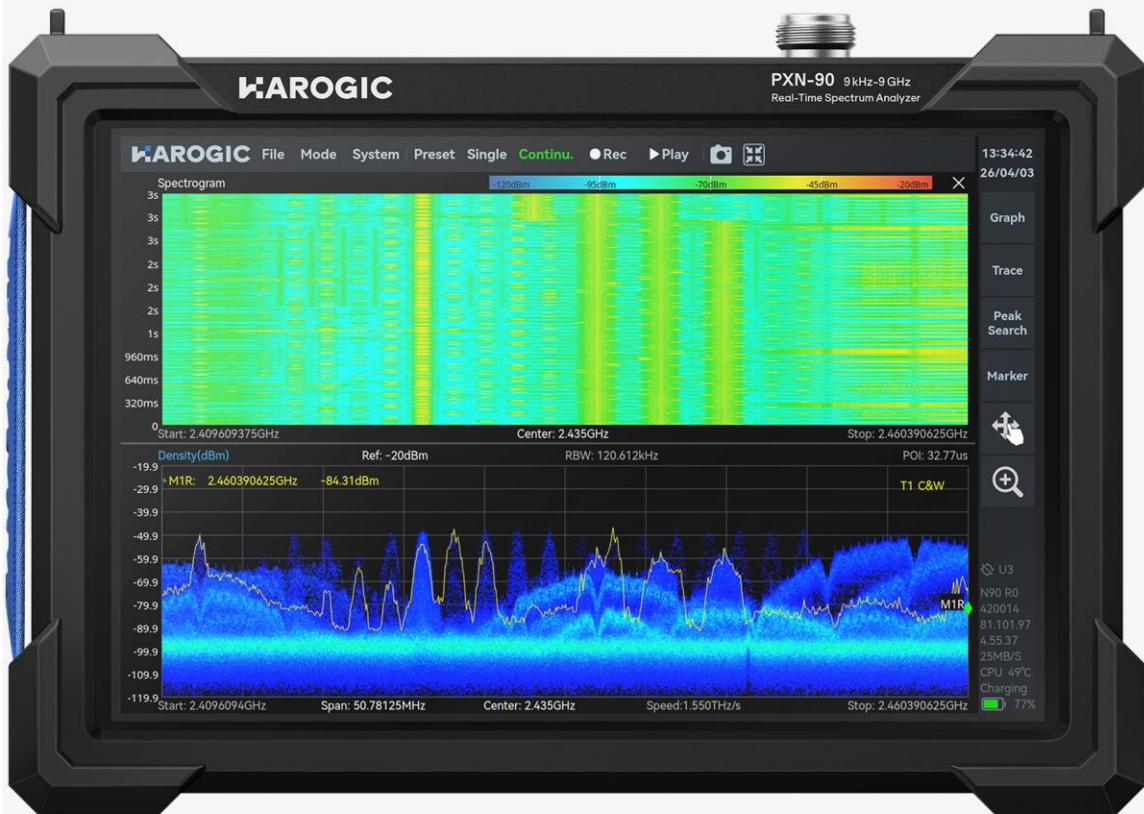 HAROGIC
PXN-90 9 kHz-9 GHz
Real-Time Spectrum Analyzer
HAROGIC File Mode System Preset Single Continu. Rec Play
13:34:42
26/04/03
Spectrogram
-120dBm -95dBm -70dBm -45dBm -20dBm
3s
3s
3s
2s
2s
2s
1s
960ms
640ms
320ms
0
Graph
Trace
Peak
Search
Marker
Start: 2.409609375GHz Center: 2.435GHz Stop: 2.460390625GHz
Density(dBm) Ref: -20dBm RBW: 120.612kHz POI: 32.77us
M1R: 2.460390625GHz -84.31dBm
T1 C&W
-19.9
-29.9
-39.9
-49.9
-59.9
-69.9
-79.9
-89.9
-99.9
-109.9
-119.9
M1R
U3
N90 R0
420014
81.101.97
4.55.37
25MB/S
CPU 49℃
Charging
77%
Start: 2.4096094GHz Span: 50.78125MHz Center: 2.435GHz Speed:1.550THz/s Stop: 2.460390625GHz